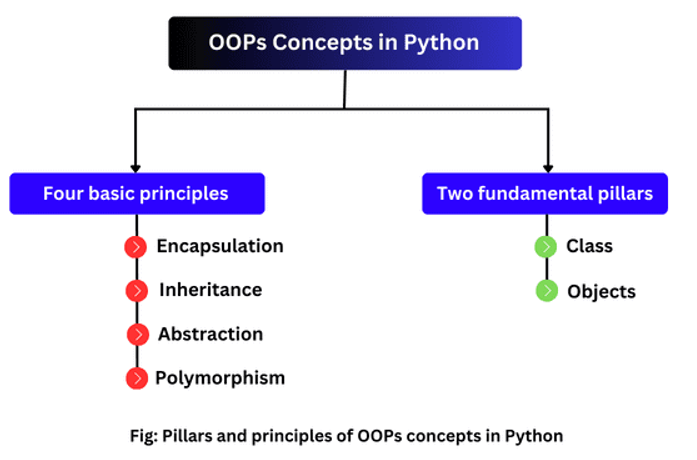 OOPs Concepts in Python
Four basic principles
Encapsulation
Inheritance
Abstraction
Polymorphism
Two fundamental pillars
Class
Objects
Fig: Pillars and principles of OOPs concepts in Python